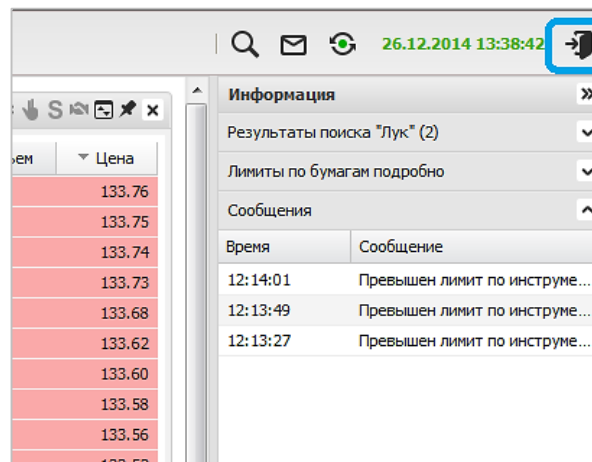 26.12.2014 13:38:42
Информация
S
Результаты поиска "Лук" (2)
Цена
Лимиты по бумагам подробно
133.76
133.75
Сообщения
133.74
Время Сообщение
133.73
12:14:01 Превышен лимит по инструме...
133.68
12:13:49 Превышен лимит по инструме...
133.62
12:13:27 Превышен лимит по инструме...
133.60
133.58
133.56